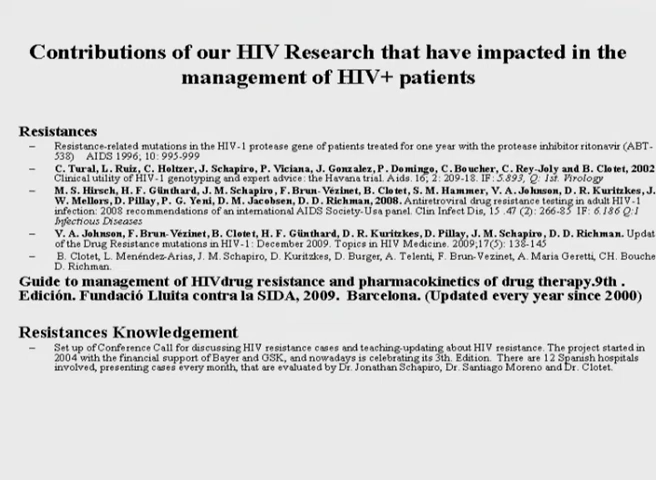 Contributions of our HIV Research that have impacted in the
management of HIV+ patients
Resistances
– Resistance-related mutations in the HIV-1 protease gene of patients treated for one year with the protease inhibitor ritonavir (ABT-
538) AIDS 1996; 10: 995-999
– C. Tural, L. Ruiz, C. Holtzer, J. Schapiro, P. Viciana, J. Gonzalez, P. Domingo, C. Boucher, C. Rey-Joly and B. Clotet, 2002
Clinical utility of HIV-1 genotyping and expert advice: the Havana trial. Aids. 16; 2: 209-18. IF: 5.893, Q: 1st. Virology
– M. S. Hirsch, H. F. Günthard, J. M. Schapiro, F. Brun-Vézinet, B. Clotet, S. M. Hammer, V. A. Johnson, D. R. Kuritzkes, J.
W. Mellors, D. Pillay, P. G. Yeni, D. M. Jacobsen, D. D. Richman, 2008. Antiretroviral drug resistance testing in adult HIV-1
infection: 2008 recommendations of an international AIDS Society-Usa panel. Clin Infect Dis, 15 .47 (2): 266-85 IF: 6.186 Q:1
Infectious Diseases
– V. A. Johnson, F. Brun-Vézinet, B. Clotet, H. F. Günthard, D. R. Kuritzkes, D. Pillay, J. M. Schapiro, D. D. Richman. Updat
of the Drug Resistance mutations in HIV-1: December 2009. Topics in HIV Medicine. 2009;17(5): 138-145
– B. Clotet, L. Menéndez-Arias, J. M. Schapiro, D. Kuritzkes, D. Burger, A. Telenti, F. Brun-Vezinet, A. Maria Geretti, CH. Bouche
D. Richman.
Guide to management of HIVdrug resistance and pharmacokinetics of drug therapy.9th .
Edición. Fundació Lluita contra la SIDA, 2009. Barcelona. (Updated every year since 2000)
Resistances Knowledgement
– Set up of Conference Call for discussing HIV resistance cases and teaching-updating about HIV resistance. The project started in
2004 with the financial support of Bayer and GSK, and nowadays is celebrating its 3th. Edition. There are 12 Spanish hospitals
involved, presenting cases every month, that are evaluated by Dr. Jonathan Schapiro, Dr. Santiago Moreno and Dr. Clotet.